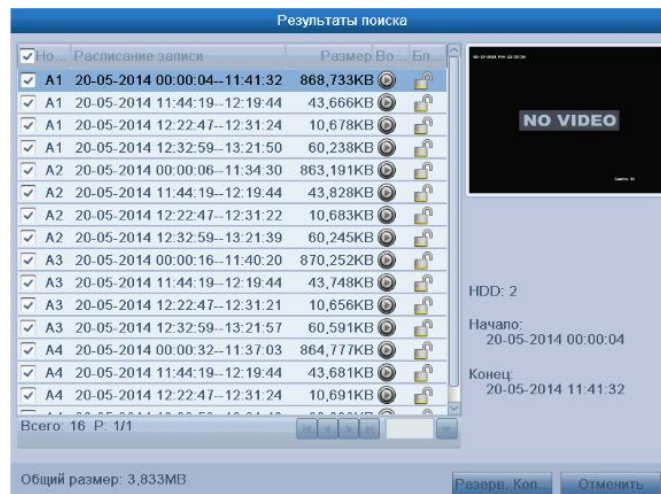 Результаты поиска
Но... Расписание записи Размер Во... Бл...
A1 20-05-2014 00:00:04--11:41:32 868,733KB
A1 20-05-2014 11:44:19--12:19:44 43,666KB
A1 20-05-2014 12:22:47--12:31:24 10,678KB
A1 20-05-2014 12:32:59--13:21:50 60,238KB
A2 20-05-2014 00:00:06--11:34:30 863,191KB
A2 20-05-2014 11:44:19--12:19:44 43,828KB
A2 20-05-2014 12:22:47--12:31:22 10,683KB
A2 20-05-2014 12:32:59--13:21:39 60,245KB
A3 20-05-2014 00:00:16--11:40:20 870,252KB
A3 20-05-2014 11:44:19--12:19:44 43,748KB
A3 20-05-2014 12:22:47--12:31:21 10,656KB
A3 20-05-2014 12:32:59--13:21:57 60,591KB
A4 20-05-2014 00:00:32--11:37:03 864,777KB
A4 20-05-2014 11:44:19--12:19:44 43,681KB
A4 20-05-2014 12:22:47--12:31:24 10,691KB
Всего: 16 P: 1/1
NO VIDEO
HDD: 2
Начало:
20-05-2014 00:00:04
Конец:
20-05-2014 11:41:32
Общий размер: 3,833MB
Резерв. Коп...
Отменить